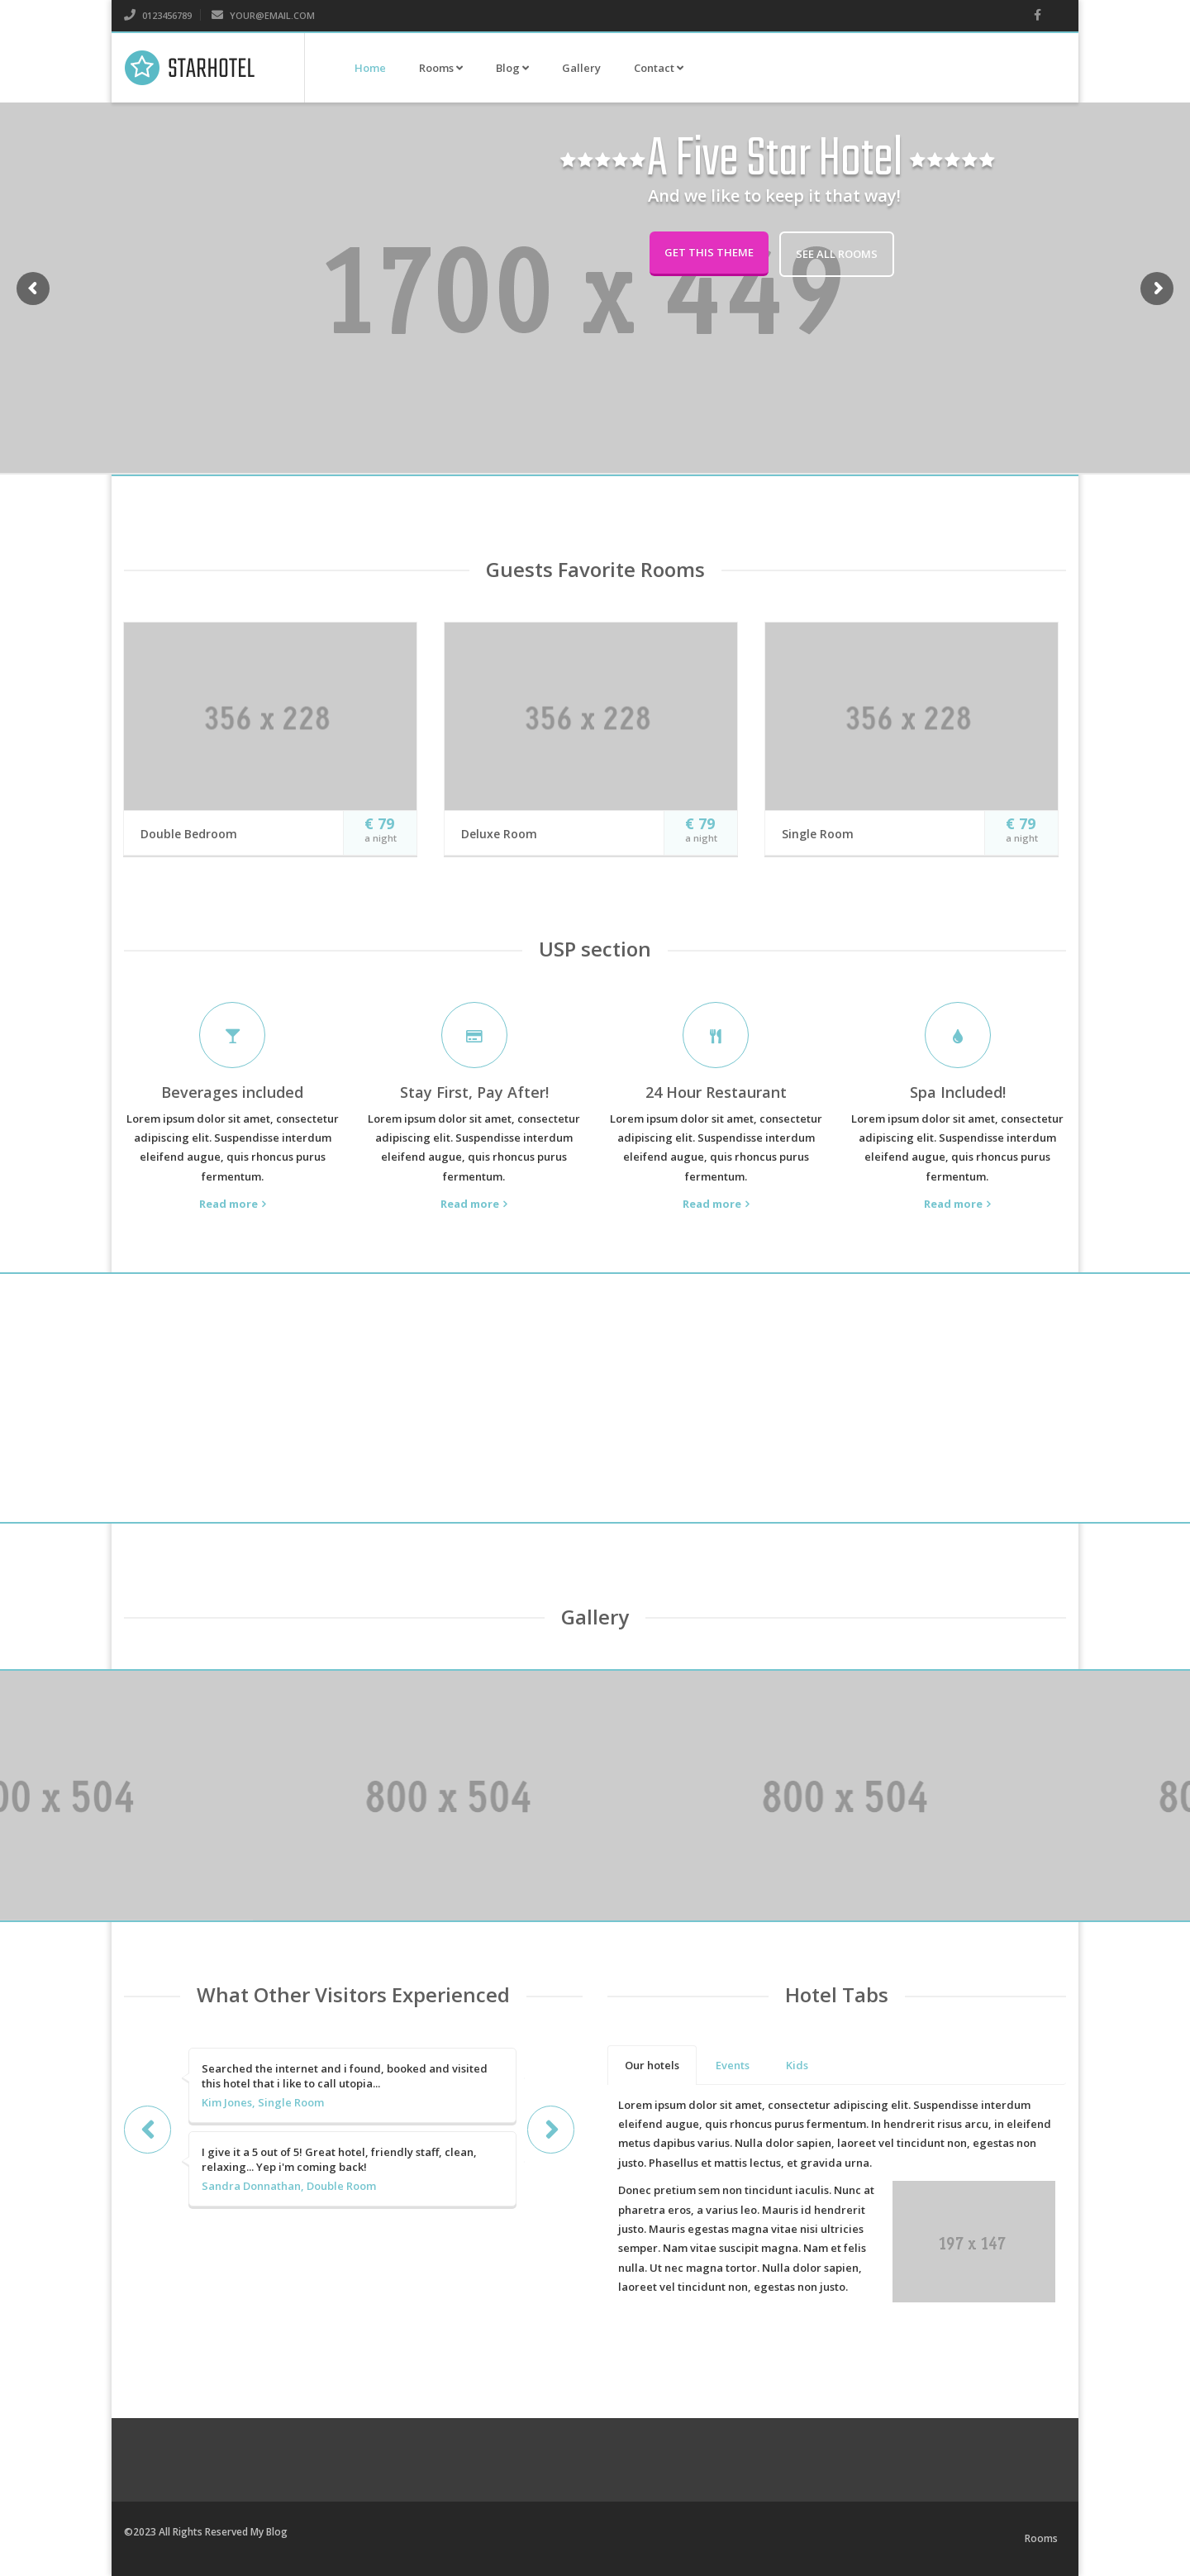 0123456789 YOUR@EMAIL.COM
STARHOTEL
Home Rooms Blog Gallery Contact
A Five Star Hotel
And we like to keep it that way!
GET THIS THEME SEE ALL ROOMS
1700 x 449
Guests Favorite Rooms
356 x 228 356 x 228 356 x 228
Double Bedroom € 79 a night
Deluxe Room € 79 a night
Single Room € 79 a night
USP section
Beverages included
Lorem ipsum dolor sit amet, consectetur
adipiscing elit. Suspendisse interdum
eleifend augue, quis rhoncus purus
fermentum.
Read more
Stay First, Pay After!
Lorem ipsum dolor sit amet, consectetur
adipiscing elit. Suspendisse interdum
eleifend augue, quis rhoncus purus
fermentum.
Read more
24 Hour Restaurant
Lorem ipsum dolor sit amet, consectetur
adipiscing elit. Suspendisse interdum
eleifend augue, quis rhoncus purus
fermentum.
Read more
Spa Included!
Lorem ipsum dolor sit amet, consectetur
adipiscing elit. Suspendisse interdum
eleifend augue, quis rhoncus purus
fermentum.
Read more
Gallery
00 x 504 800 x 504 800 x 504 80
What Other Visitors Experienced
Searched the internet and i found, booked and visited
this hotel that i like to call utopia...
Kim Jones, Single Room
I give it a 5 out of 5! Great hotel, friendly staff, clean,
relaxing... Yep i'm coming back!
Sandra Donnathan, Double Room
Hotel Tabs
Our hotels Events Kids
Lorem ipsum dolor sit amet, consectetur adipiscing elit. Suspendisse interdum
eleifend augue, quis rhoncus purus fermentum. In hendrerit risus arcu, in eleifend
metus dapibus varius. Nulla dolor sapien, laoreet vel tincidunt non, egestas non
justo. Phasellus et mattis lectus, et gravida urna.
Donec pretium sem non tincidunt iaculis. Nunc at
pharetra eros, a varius leo. Mauris id hendrerit
justo. Mauris egestas magna vitae nisi ultricies
semper. Nam vitae suscipit magna. Nam et felis
nulla. Ut nec magna tortor. Nulla dolor sapien,
laoreet vel tincidunt non, egestas non justo.
197 x 147
©2023 All Rights Reserved My Blog
Rooms